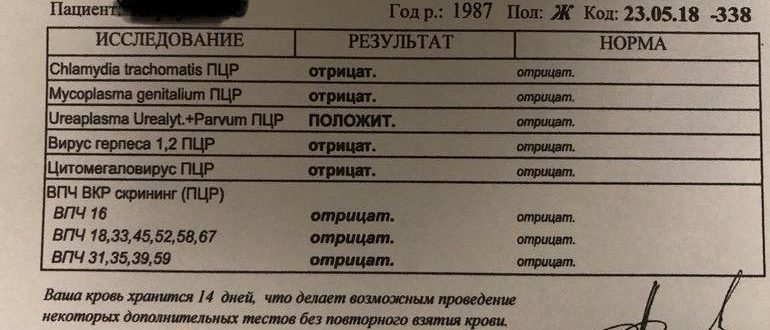 Пациент: Год р.: 1987 Пол: Ж Код: 23.05.18 -338
ИССЛЕДОВАНИЕ РЕЗУЛЬТАТ НОРМА
Chlamydia trachomatis ПЦР отрицат. отрицат.
Mycoplasma genitalium ПЦР отрицат. отрицат.
Ureaplasma Urealyt.+Parvum ПЦР ПОЛОЖИТ. отрицат.
Вирус герпеса 1,2 ПЦР отрицат. отрицат.
Цитомегаловирус ПЦР отрицат. отрицат.
ВПЧ ВКР скрининг (ПЦР)
ВПЧ 16 отрицат. отрицат.
ВПЧ 18,33,45,52,58,67 отрицат. отрицат.
ВПЧ 31,35,39,59 отрицат. отрицат.
Ваша кровь хранится 14 дней, что делает возможным проведение
некоторых дополнительных тестов без повторного взятия крови.